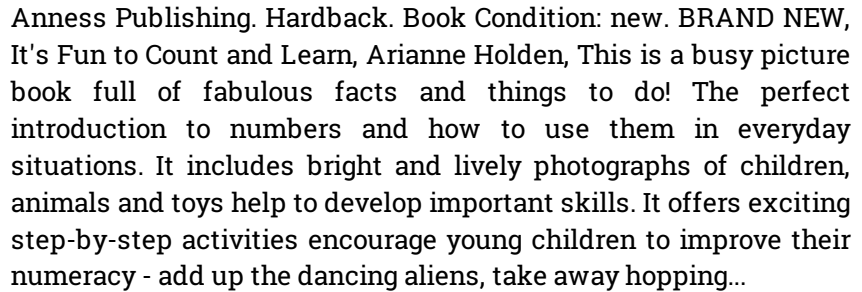 Anness Publishing. Hardback. Book Condition: new. BRAND NEW,
It's Fun to Count and Learn, Arianne Holden, This is a busy picture
book full of fabulous facts and things to do! The perfect
introduction to numbers and how to use them in everyday
situations. It includes bright and lively photographs of children,
animals and toys help to develop important skills. It offers exciting
step-by-step activities encourage young children to improve their
numeracy - add up the dancing aliens, take away hopping...